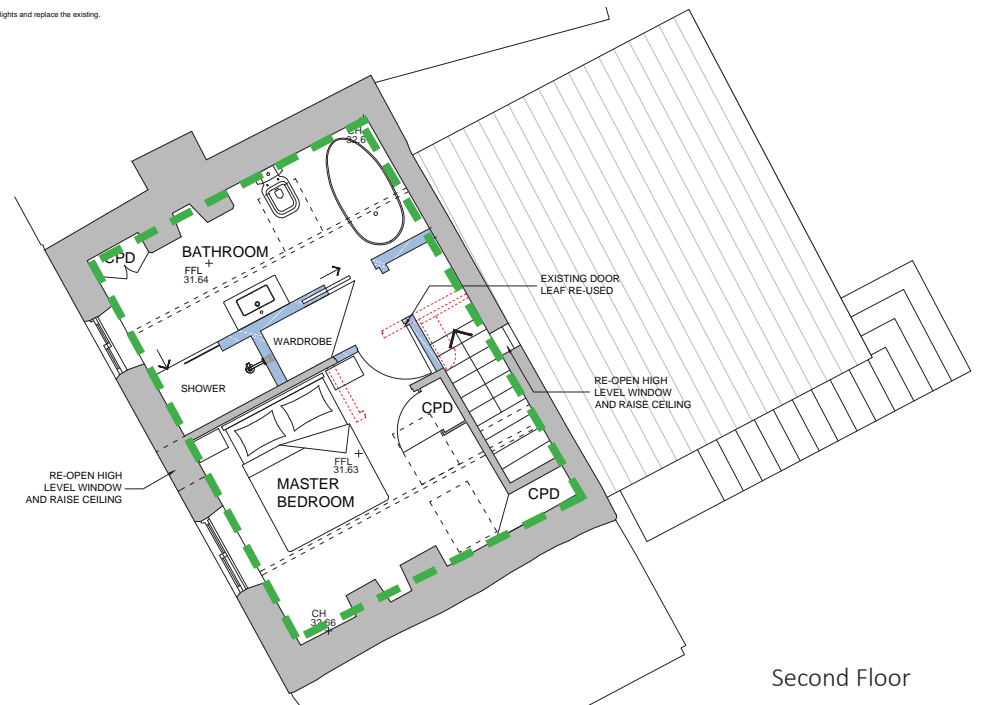 lights and replace the existing.
CH
32.6
CPD
BATHROOM
FFL
31.64
EXISTING DOOR
LEAF RE-USED
WARDROBE
SHOWER
RE-OPEN HIGH
LEVEL WINDOW
AND RAISE CEILING
CPD
FFL
31.63
MASTER
BEDROOM
RE-OPEN HIGH
LEVEL WINDOW
AND RAISE CEILING
CPD
CH
32.66
Second Floor